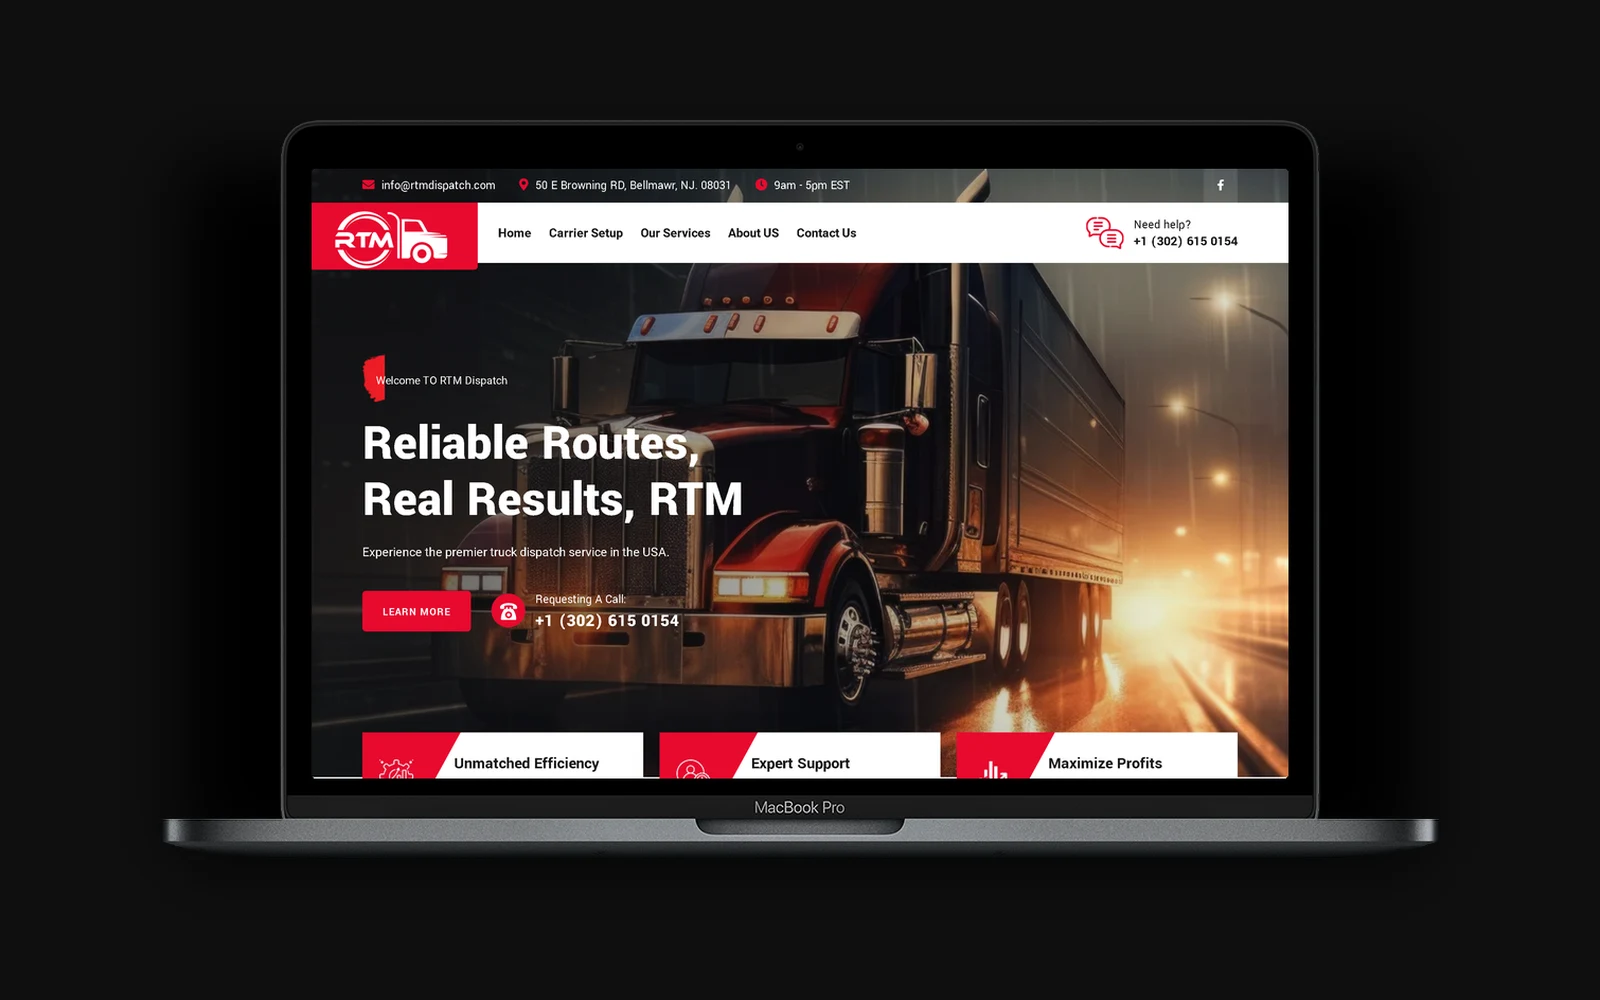 info@rtmdispatch.com
50 E Browning RD, Bellmawr, NJ. 08031
9am - 5pm EST
RTM
Home
Carrier Setup
Our Services
About US
Contact Us
Need help?
+1 (302) 615 0154
Welcome TO RTM Dispatch
Reliable Routes,
Real Results, RTM
Experience the premier truck dispatch service in the USA.
LEARN MORE
Requesting A Call:
+1 (302) 615 0154
Unmatched Efficiency
Expert Support
Maximize Profits
MacBook Pro